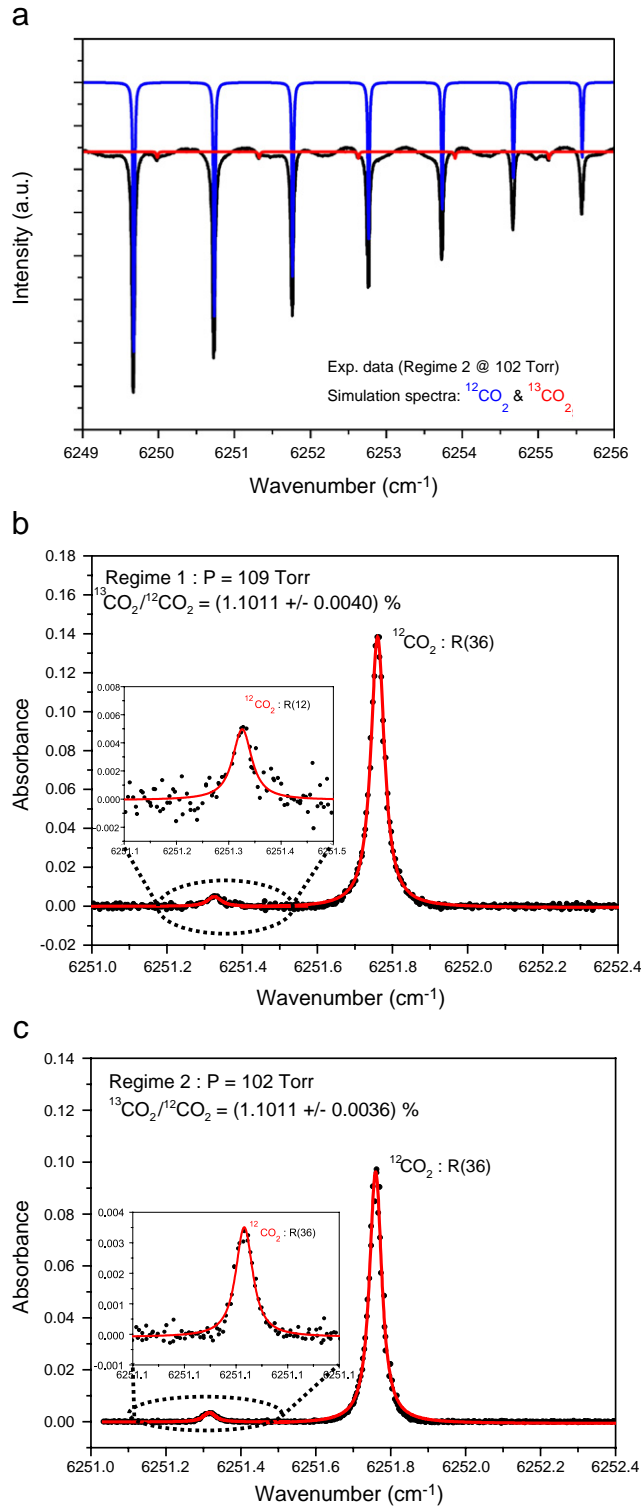 a
Intensity (a.u.)
Exp. data (Regime 2 @ 102 Torr)
Simulation spectra: ¹²CO₂ & ¹³CO₂
6249 6250 6251 6252 6253 6254 6255 6256
Wavenumber (cm⁻¹)
b
0.18
Regime 1 : P = 109 Torr
0.16
¹³CO₂/¹²CO₂ = (1.1011 +/- 0.0040) %
0.14
¹²CO₂ : R(36)
0.12
0.10
0.08
0.06
0.04
0.02
0.00
-0.02
Absorbance
0.008
¹²CO₂ : R(12)
0.006
0.004
0.002
0.000
-0.002
6251.1 6251.2 6251.3 6251.4 6251.5
6251.0 6251.2 6251.4 6251.6 6251.8 6252.0 6252.2 6252.4
Wavenumber (cm⁻¹)
c
0.14
Regime 2 : P = 102 Torr
0.12
¹³CO₂/¹²CO₂ = (1.1011 +/- 0.0036) %
0.10
¹²CO₂ : R(36)
0.08
0.06
0.04
0.02
0.00
Absorbance
0.004
¹²CO₂ : R(36)
0.003
0.002
0.001
0.000
-0.001
6251.1 6251.1 6251.1 6251.1 6251.1
6251.0 6251.2 6251.4 6251.6 6251.8 6252.0 6252.2 6252.4
Wavenumber (cm⁻¹)